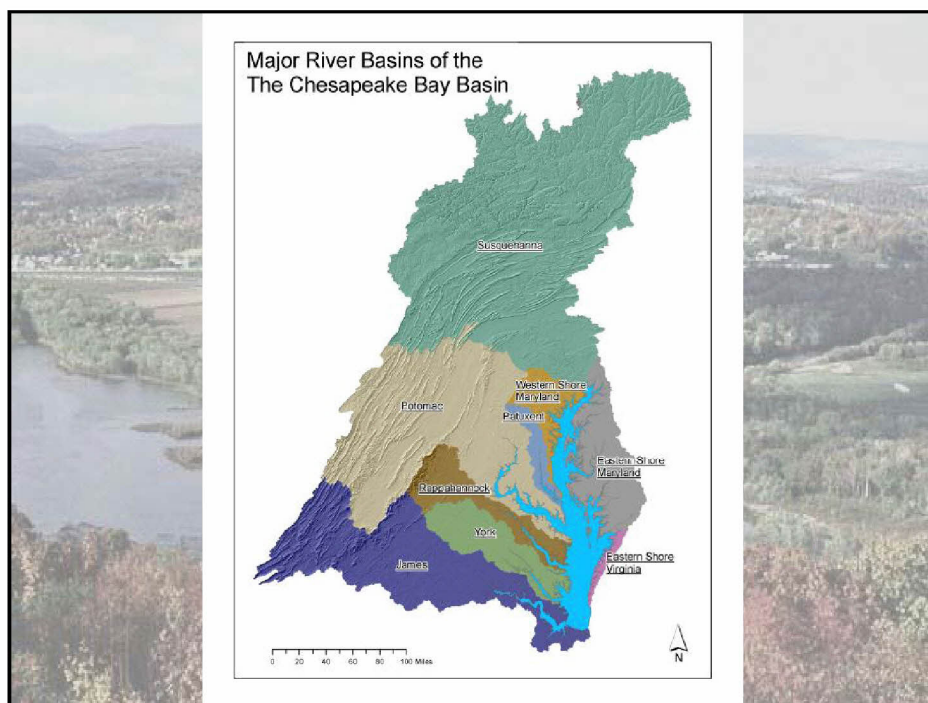 Major River Basins of the
The Chesapeake Bay Basin
Susquehanna
Western Shore
Maryland
Potomac
Patuxent
Eastern Shore
Maryland
Rappahannock
York
Eastern Shore
Virginia
James
0 20 40 60 80 100 Miles
N